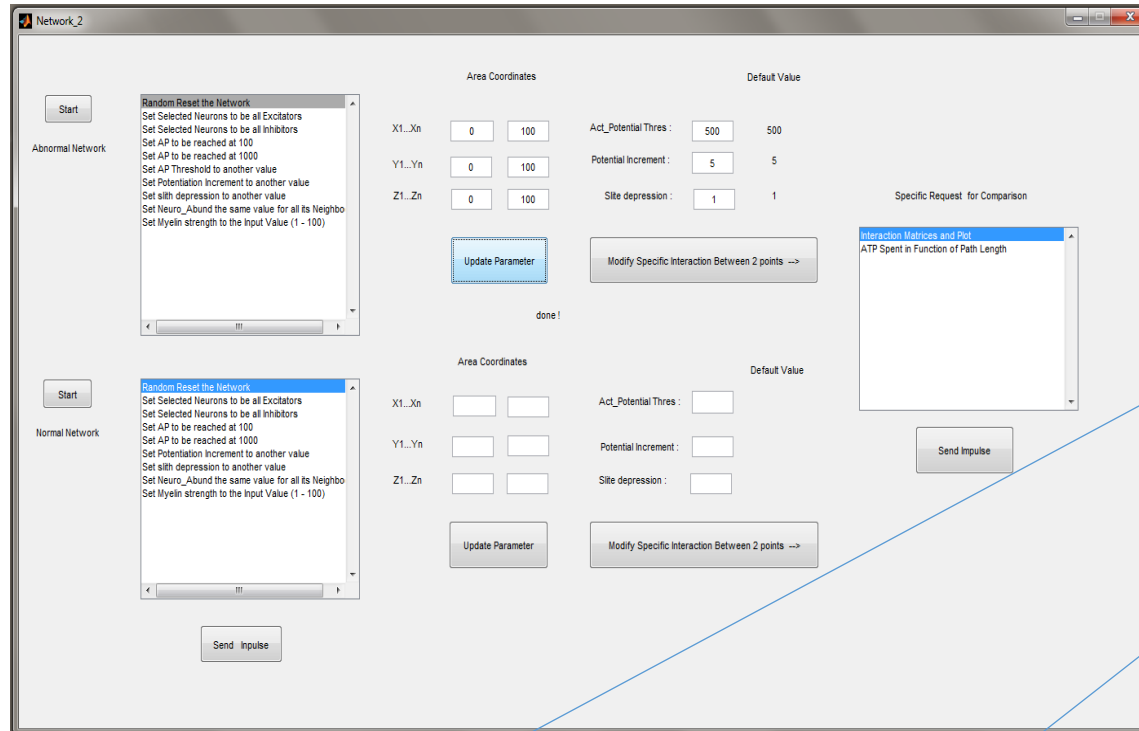 Network_2
Area Coordinates
Default Value
Start
Abnormal Network
Random Reset the Network
Set Selected Neurons to be all Excitators
Set Selected Neurons to be all Inhibitors
Set AP to be reached at 100
Set AP to be reached at 1000
Set AP Threshold to another value
Set Potentiation Increment to another value
Set slith depression to another value
Set Neuro_Abund the same value for all its Neighbo
Set Myelin strength to the Input Value (1 - 100)
X1...Xn 0 100
Y1...Yn 0 100
Z1...Zn 0 100
Act_Potential Thres : 500 500
Potential Increment : 5 5
Slite depression : 1 1
Update Parameter
Modify Specific Interaction Between 2 points -->
done !
Specific Request for Comparison
Interaction Matrices and Plot
ATP Spent in Function of Path Length
Send Impulse
Area Coordinates
Default Value
Start
Normal Network
Random Reset the Network
Set Selected Neurons to be all Excitators
Set Selected Neurons to be all Inhibitors
Set AP to be reached at 100
Set AP to be reached at 1000
Set Potentiation Increment to another value
Set slith depression to another value
Set Neuro_Abund the same value for all its Neighbo
Set Myelin strength to the Input Value (1 - 100)
X1...Xn
Y1...Yn
Z1...Zn
Act_Potential Thres :
Potential Increment :
Slite depression :
Update Parameter
Modify Specific Interaction Between 2 points -->
Send Inpulse